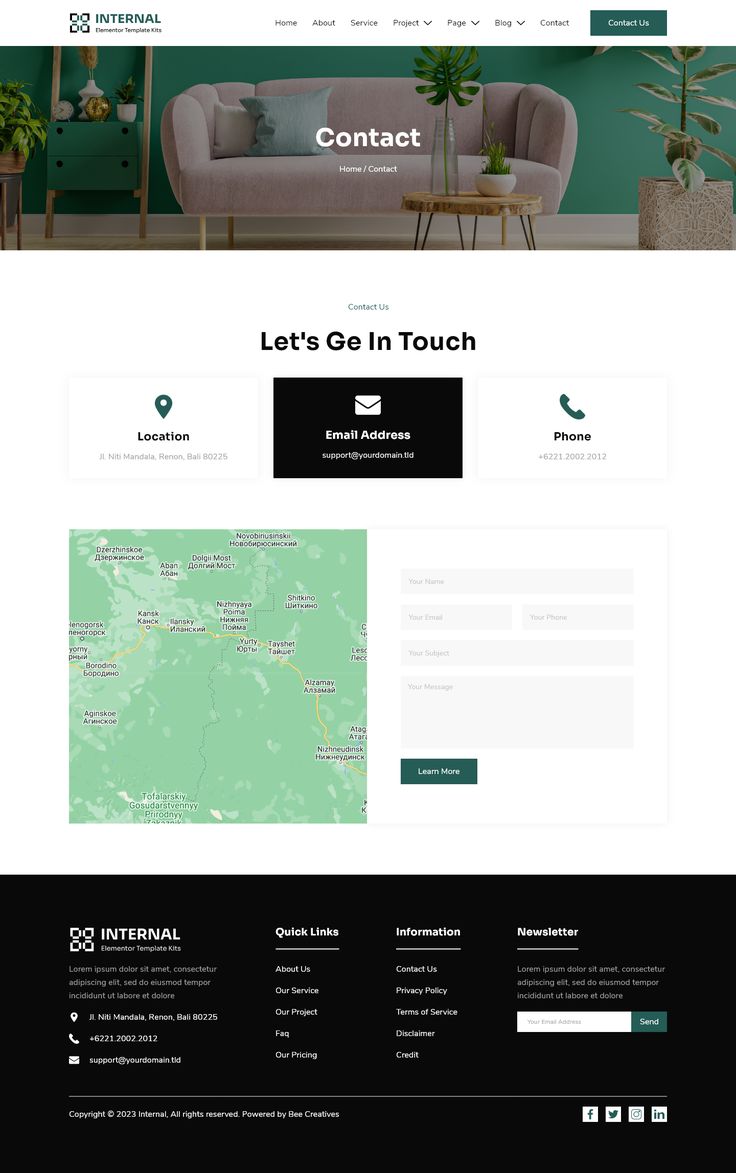 INTERNAL
Elementor Template Kits
Home About Service Project Page Blog Contact
Contact Us
Contact
Home / Contact
Contact Us
Let's Ge In Touch
Location
Jl. Niti Mandala, Renon, Bali 80225
Email Address
support@yourdomain.tld
Phone
+6221.2002.2012
Novobiriusinskii
Новобирюсинский
Dzerzhinskoe
Дзержинское
Dolgii Most
Долгий Мост
Aban
Абан
Shitkino
Шиткино
Nizhnyaya
Poima
Нижняя
Пойма
Kansk
Канск
Ilansky
Иланский
lenogorsk
леногорск
Yurty
Юрты
Tayshet
Тайшет
yorny
рный
Borodino
Бородино
Alzamay
Алзамай
Aginskoe
Агинское
Nizhneudinsk
Нижнеудинск
Tofalarskiy
Gosudarstvennyy
Prirodnyy
Zakaznik
Your Name
Your Email
Your Phone
Your Subject
Your Message
Learn More
INTERNAL
Elementor Template Kits
Lorem ipsum dolor sit amet, consectetur
adipiscing elit, sed do eiusmod tempor
incididunt ut labore et dolore
Jl. Niti Mandala, Renon, Bali 80225
+6221.2002.2012
support@yourdomain.tld
Quick Links
About Us
Our Service
Our Project
Faq
Our Pricing
Information
Contact Us
Privacy Policy
Terms of Service
Disclaimer
Credit
Newsletter
Lorem ipsum dolor sit amet, consectetur
adipiscing elit, sed do eiusmod tempor
incididunt ut labore et dolore
Your Email Address
Send
Copyright © 2023 Internal, All rights reserved. Powered by Bee Creatives